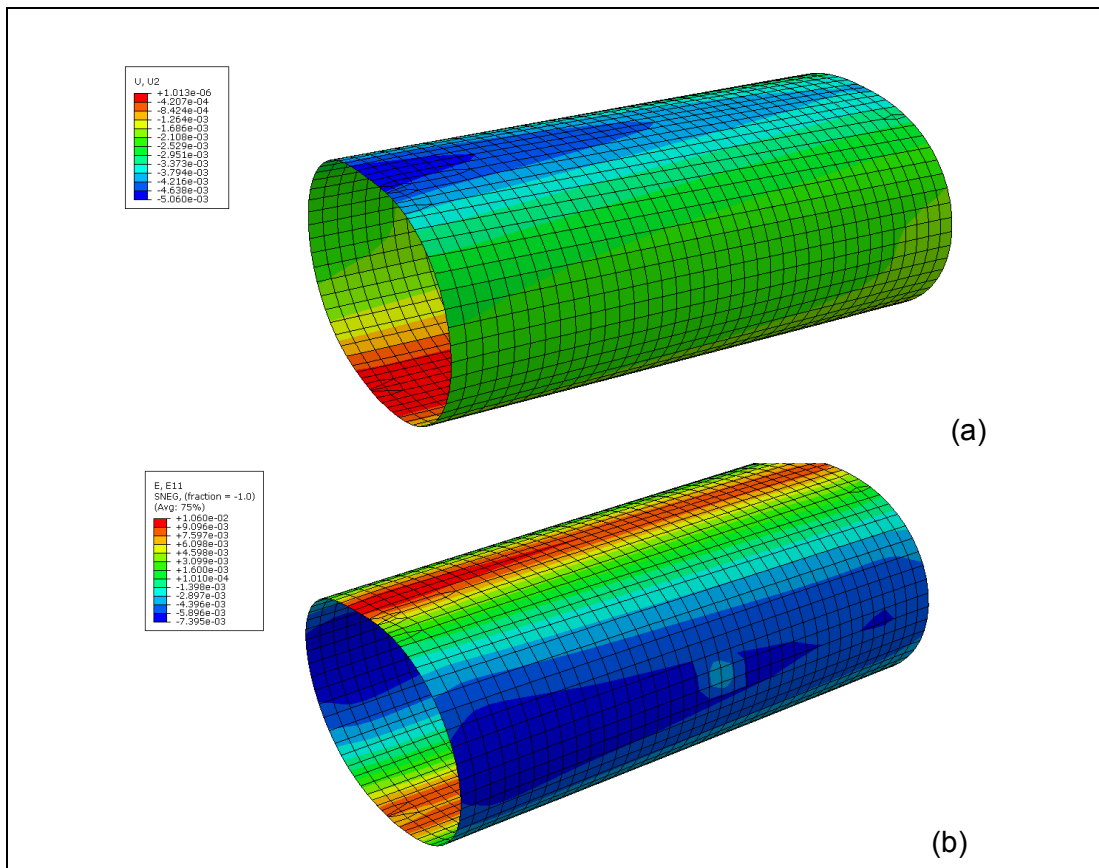 U, U2
+1.013e-06
-4.207e-04
-8.424e-04
-1.264e-03
-1.686e-03
-2.108e-03
-2.529e-03
-2.951e-03
-3.373e-03
-3.794e-03
-4.216e-03
-4.638e-03
-5.060e-03
(a)
E, E11
SNEG, (fraction = -1.0)
(Avg: 75%)
+1.060e-02
+9.096e-03
+7.597e-03
+6.098e-03
+4.598e-03
+3.099e-03
+1.600e-03
+1.010e-04
-1.398e-03
-2.897e-03
-4.396e-03
-5.896e-03
-7.395e-03
(b)